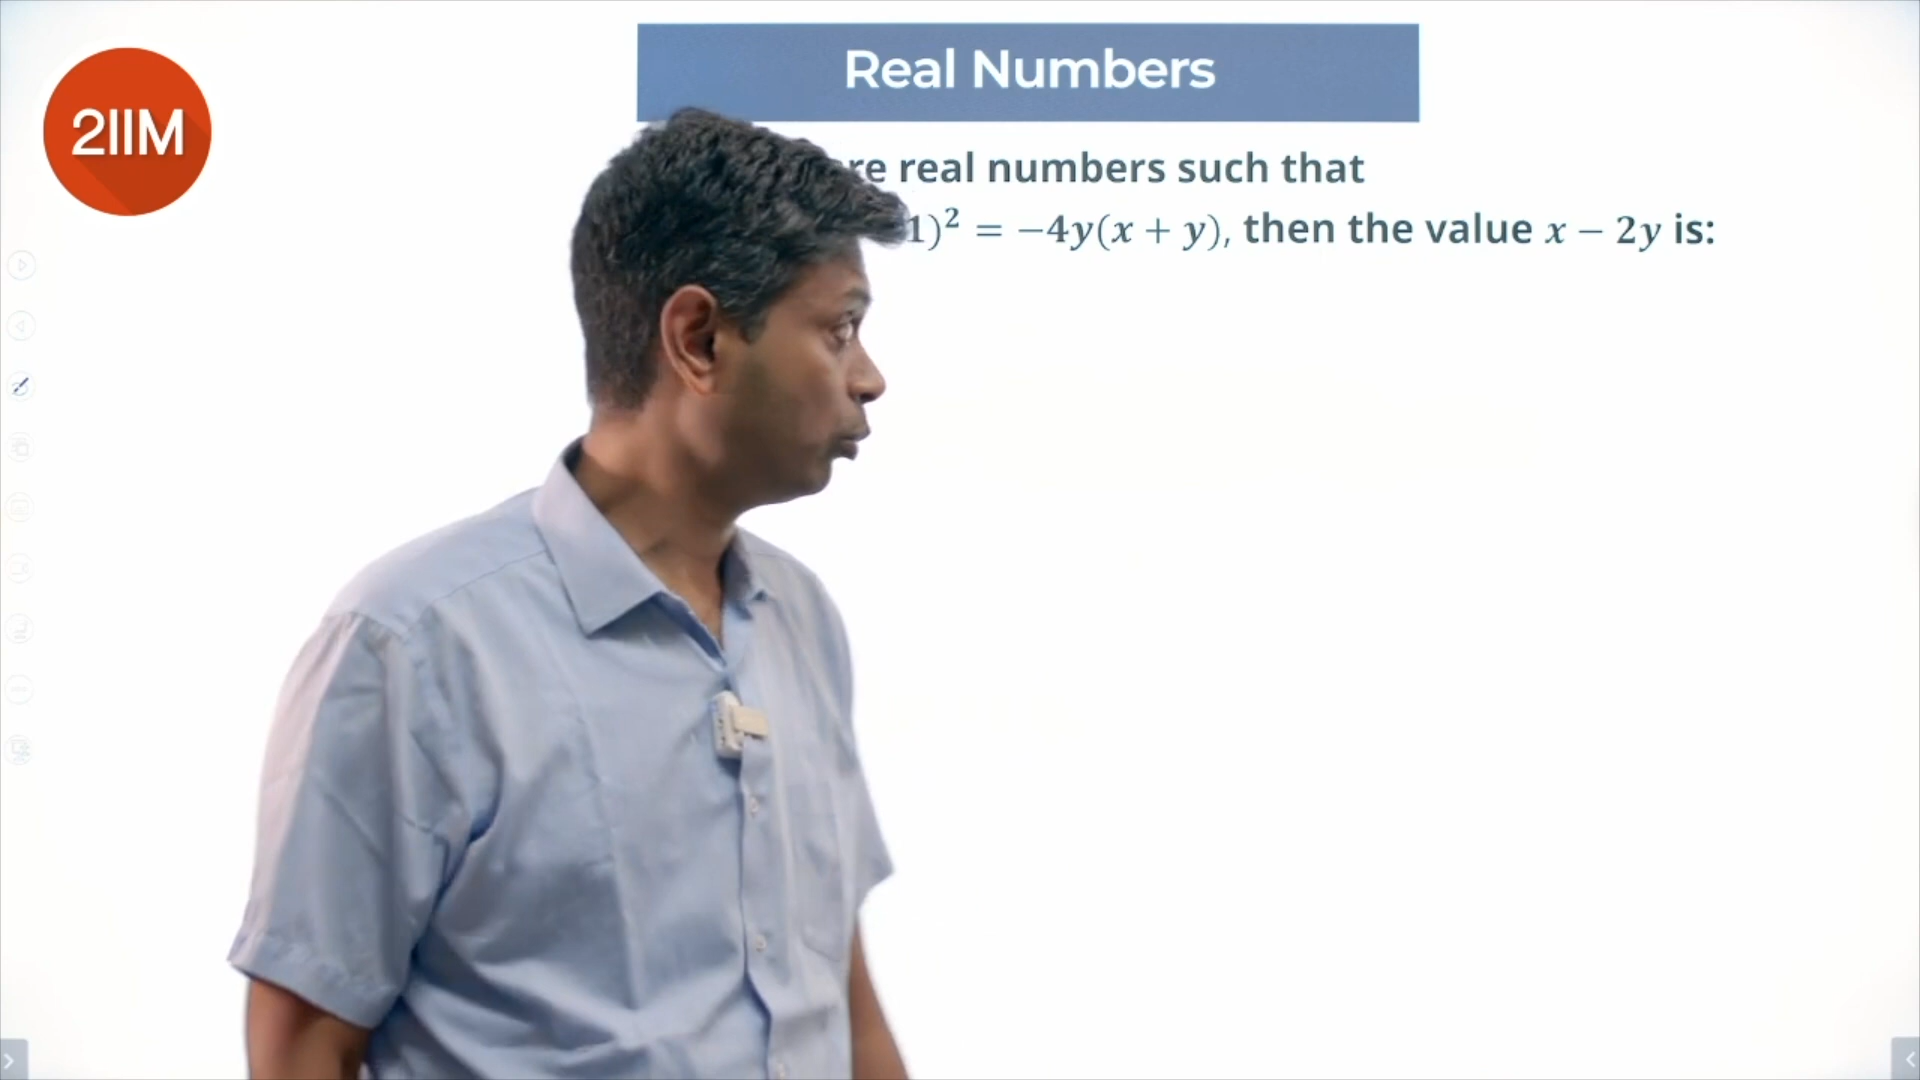 2IIM
Real Numbers
re real numbers such that
1)² = −4y(x + y), then the value x − 2y is: